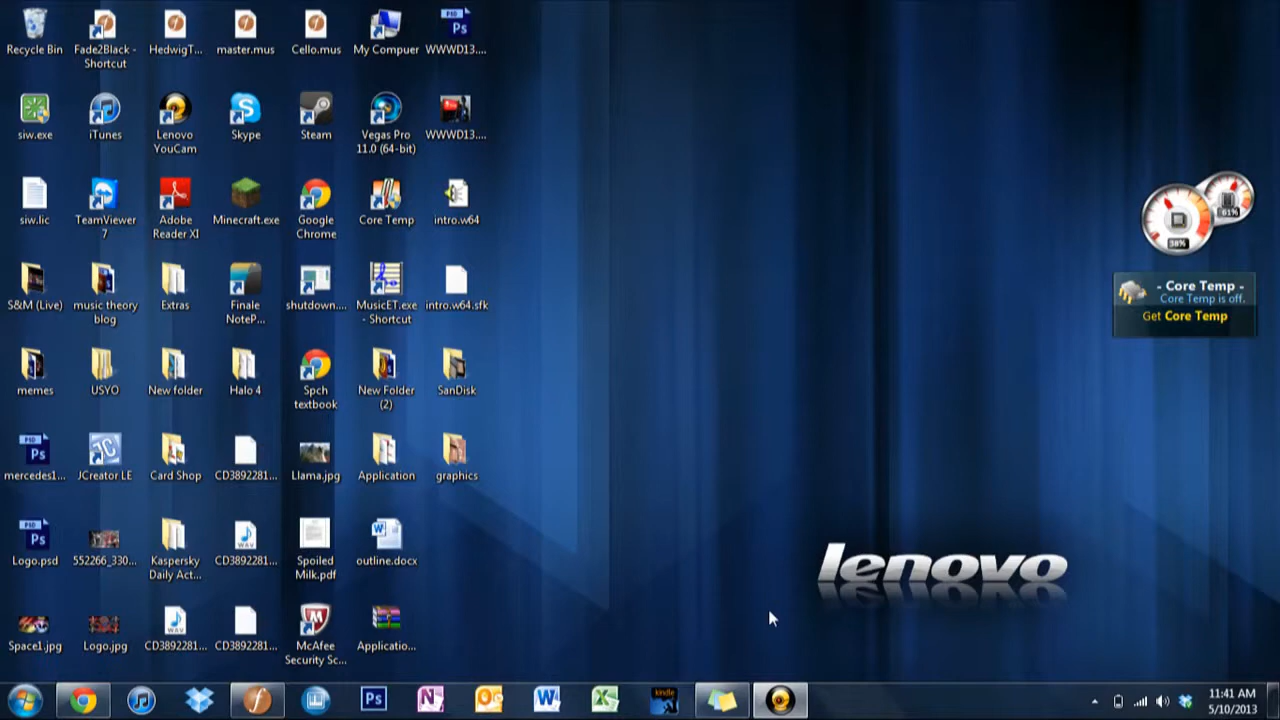 Recycle Bin
Fade2Black -
Shortcut
HedwigT...
master.mus
Cello.mus
My Compuer
WWWD13....
siw.exe
iTunes
Lenovo
YouCam
Skype
Steam
Vegas Pro
11.0 (64-bit)
WWWD13....
siw.lic
TeamViewer
7
Adobe
Reader XI
Minecraft.exe
Google
Chrome
Core Temp
intro.w64
S&M (Live)
music theory
blog
Extras
Finale
NoteP...
shutdown....
MusicET.exe
- Shortcut
intro.w64.sfk
memes
USYO
New folder
Halo 4
Spch
textbook
New Folder
(2)
SanDisk
mercedes1...
JCreator LE
Card Shop
CD3892281...
Llama.jpg
Application
graphics
Logo.psd
552266_330...
Kaspersky
Daily Act...
CD3892281...
Spoiled
Milk.pdf
outline.docx
Space1.jpg
Logo.jpg
CD3892281...
CD3892281...
McAfee
Security Sc...
Applicatio...
38%
61%
- Core Temp -
Core Temp is off.
Get Core Temp
lenovo
kindle
11:41 AM
5/10/2013